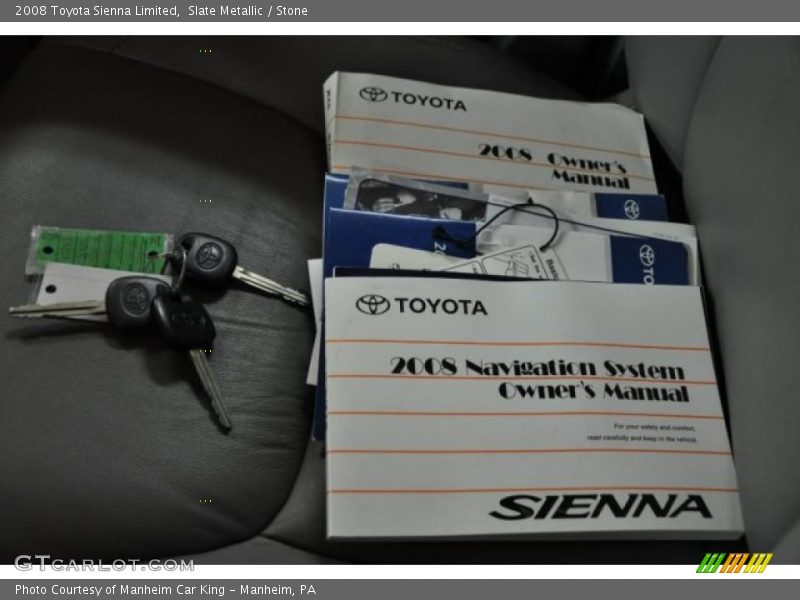 2008 Toyota Sienna Limited, Slate Metallic / Stone
TOYOTA
2008 Owner's
Manual
TOYOTA
2008 Navigation System
Owner's Manual
For your safety and comfort,
read carefully and keep in the vehicle.
SIENNA
GTcarlot.com
Photo Courtesy of Manheim Car King - Manheim, PA